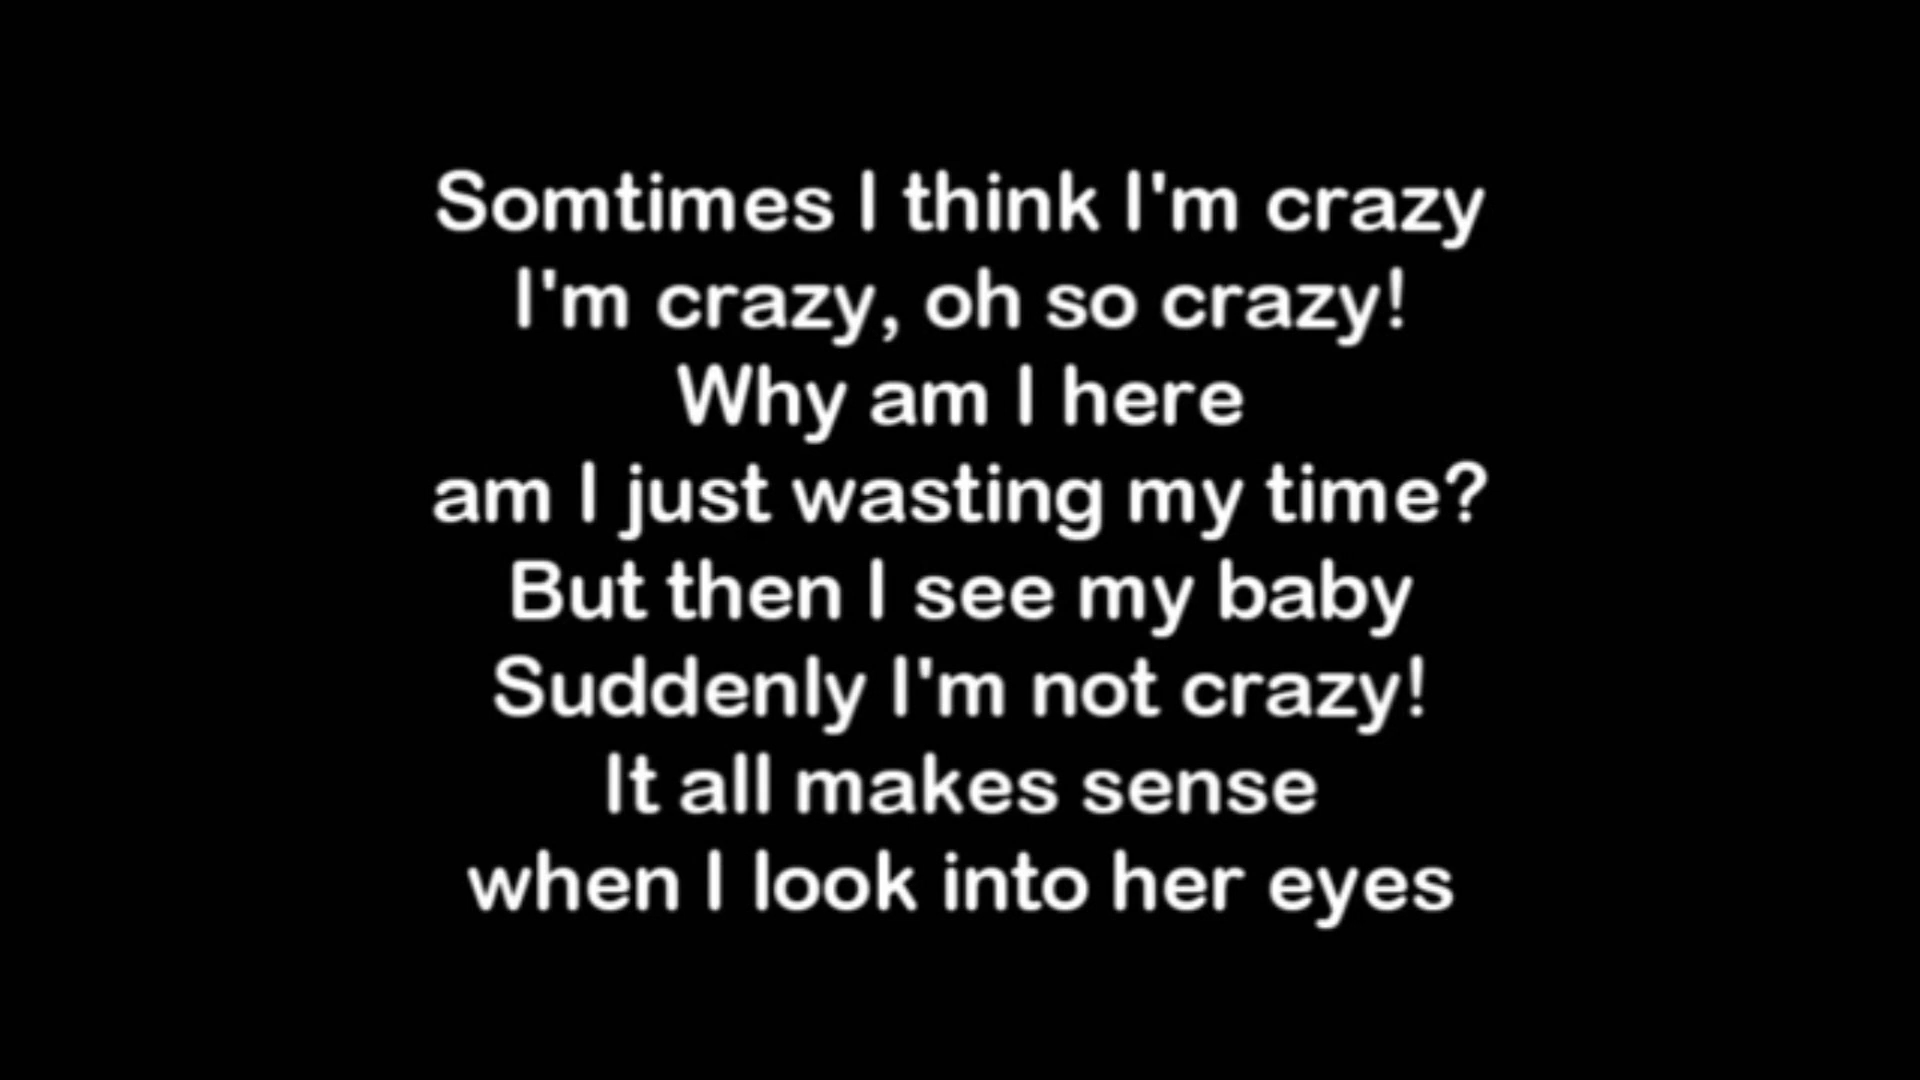 Somtimes I think I'm crazy
I'm crazy, oh so crazy!
Why am I here
am I just wasting my time?
But then I see my baby
Suddenly I'm not crazy!
It all makes sense
when I look into her eyes